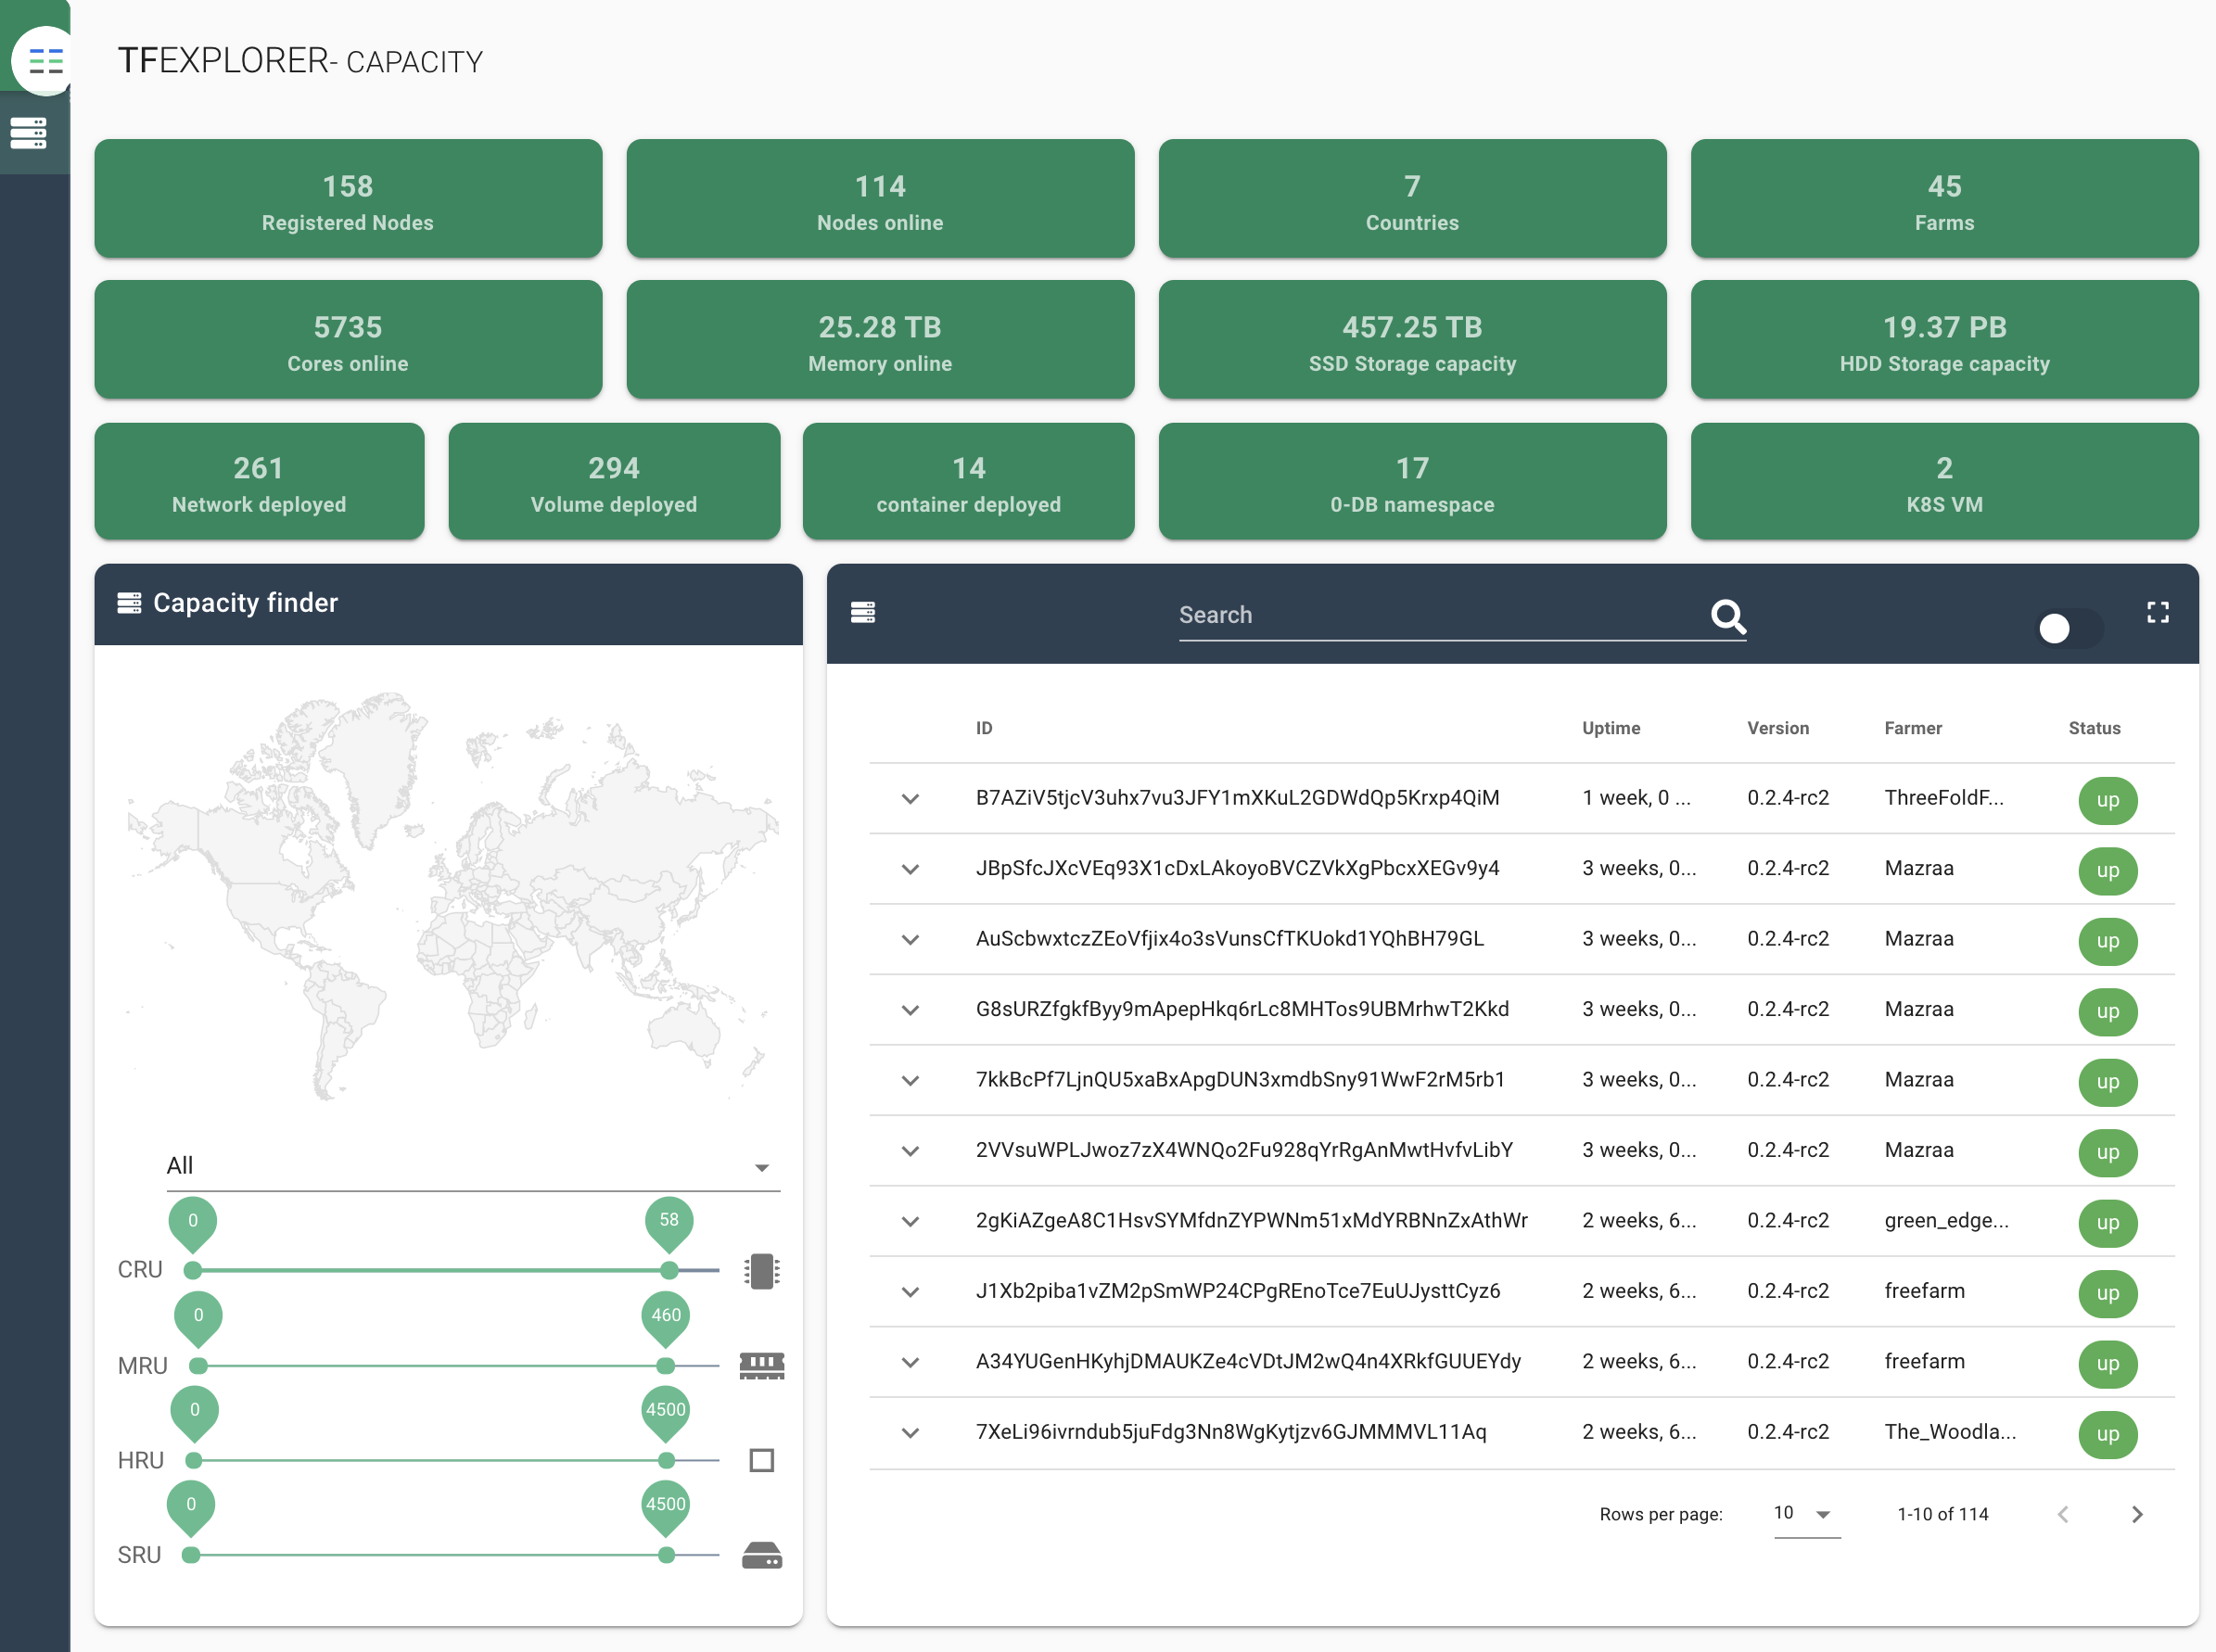 TFEXPLORER- CAPACITY
158
Registered Nodes
114
Nodes online
7
Countries
45
Farms
5735
Cores online
25.28 TB
Memory online
457.25 TB
SSD Storage capacity
19.37 PB
HDD Storage capacity
261
Network deployed
294
Volume deployed
14
container deployed
17
0-DB namespace
2
K8S VM
Capacity finder
All
0 58
CRU
0 460
MRU
0 4500
HRU
0 4500
SRU
Search
ID Uptime Version Farmer Status
B7AZiV5tjcV3uhx7vu3JFY1mXKuL2GDWdQp5Krxp4QiM 1 week, 0 ... 0.2.4-rc2 ThreeFoldF... up
JBpSfcJXcVEq93X1cDxLAkoyoBVCZVkXgPbcxXEGv9y4 3 weeks, 0... 0.2.4-rc2 Mazraa up
AuScbwxtczZEoVfjix4o3sVunsCfTKUokd1YQhBH79GL 3 weeks, 0... 0.2.4-rc2 Mazraa up
G8sURZfgkfByy9mApepHkq6rLc8MHTos9UBMrhwT2Kkd 3 weeks, 0... 0.2.4-rc2 Mazraa up
7kkBcPf7LjnQU5xaBxApgDUN3xmdbSny91WwF2rM5rb1 3 weeks, 0... 0.2.4-rc2 Mazraa up
2VVsuWPLJwoz7zX4WNQo2Fu928qYrRgAnMwtHvfvLibY 3 weeks, 0... 0.2.4-rc2 Mazraa up
2gKiAZgeA8C1HsvSYMfdnZYPWNm51xMdYRBNnZxAthWr 2 weeks, 6... 0.2.4-rc2 green_edge... up
J1Xb2piba1vZM2pSmWP24CPgREnoTce7EuUJysttCyz6 2 weeks, 6... 0.2.4-rc2 freefarm up
A34YUGenHKyhjDMAUKZe4cVDtJM2wQ4n4XRkfGUUEYdy 2 weeks, 6... 0.2.4-rc2 freefarm up
7XeLi96ivrndub5juFdg3Nn8WgKytjzv6GJMMMVL11Aq 2 weeks, 6... 0.2.4-rc2 The_Woodla... up
Rows per page: 10 1-10 of 114